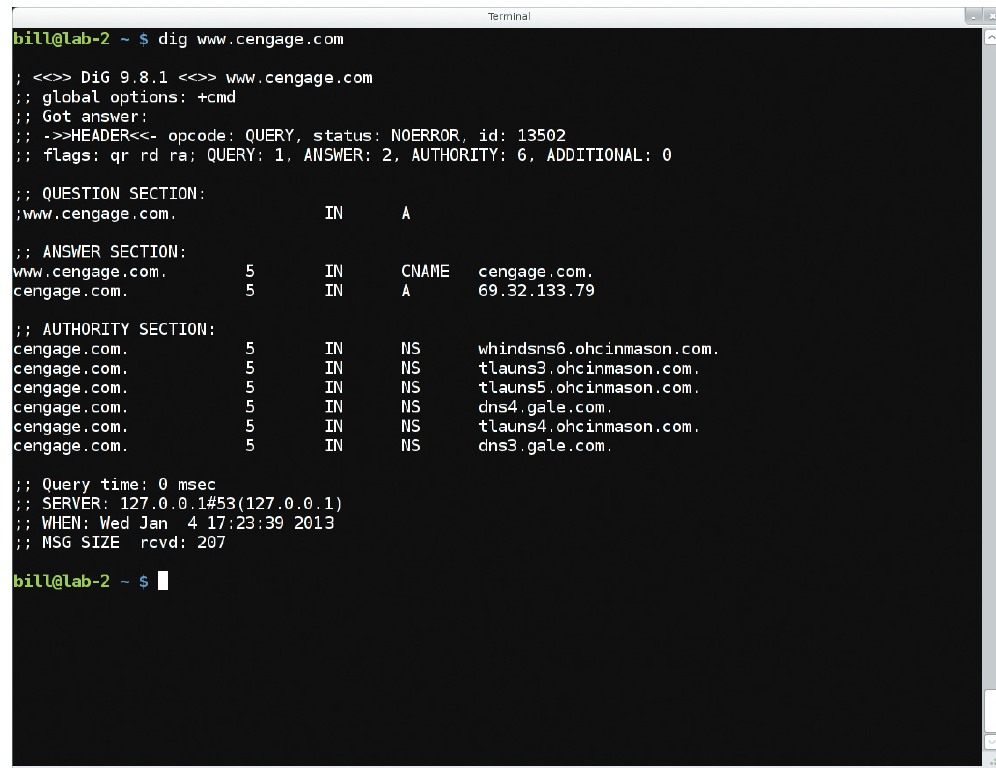 Terminal
bill@lab-2 ~ $ dig www.cengage.com
; <<>> DiG 9.8.1 <<>> www.cengage.com
;; global options: +cmd
;; Got answer:
;; ->>HEADER<<- opcode: QUERY, status: NOERROR, id: 13502
;; flags: qr rd ra; QUERY: 1, ANSWER: 2, AUTHORITY: 6, ADDITIONAL: 0
;; QUESTION SECTION:
;www.cengage.com. IN A
;; ANSWER SECTION:
www.cengage.com. 5 IN CNAME cengage.com.
cengage.com. 5 IN A 69.32.133.79
;; AUTHORITY SECTION:
cengage.com. 5 IN NS whindsns6.ohcinmason.com.
cengage.com. 5 IN NS tlauns3.ohcinmason.com.
cengage.com. 5 IN NS tlauns5.ohcinmason.com.
cengage.com. 5 IN NS dns4.gale.com.
cengage.com. 5 IN NS tlauns4.ohcinmason.com.
cengage.com. 5 IN NS dns3.gale.com.
;; Query time: 0 msec
;; SERVER: 127.0.0.1#53(127.0.0.1)
;; WHEN: Wed Jan  4 17:23:39 2013
;; MSG SIZE  rcvd: 207
bill@lab-2 ~ $